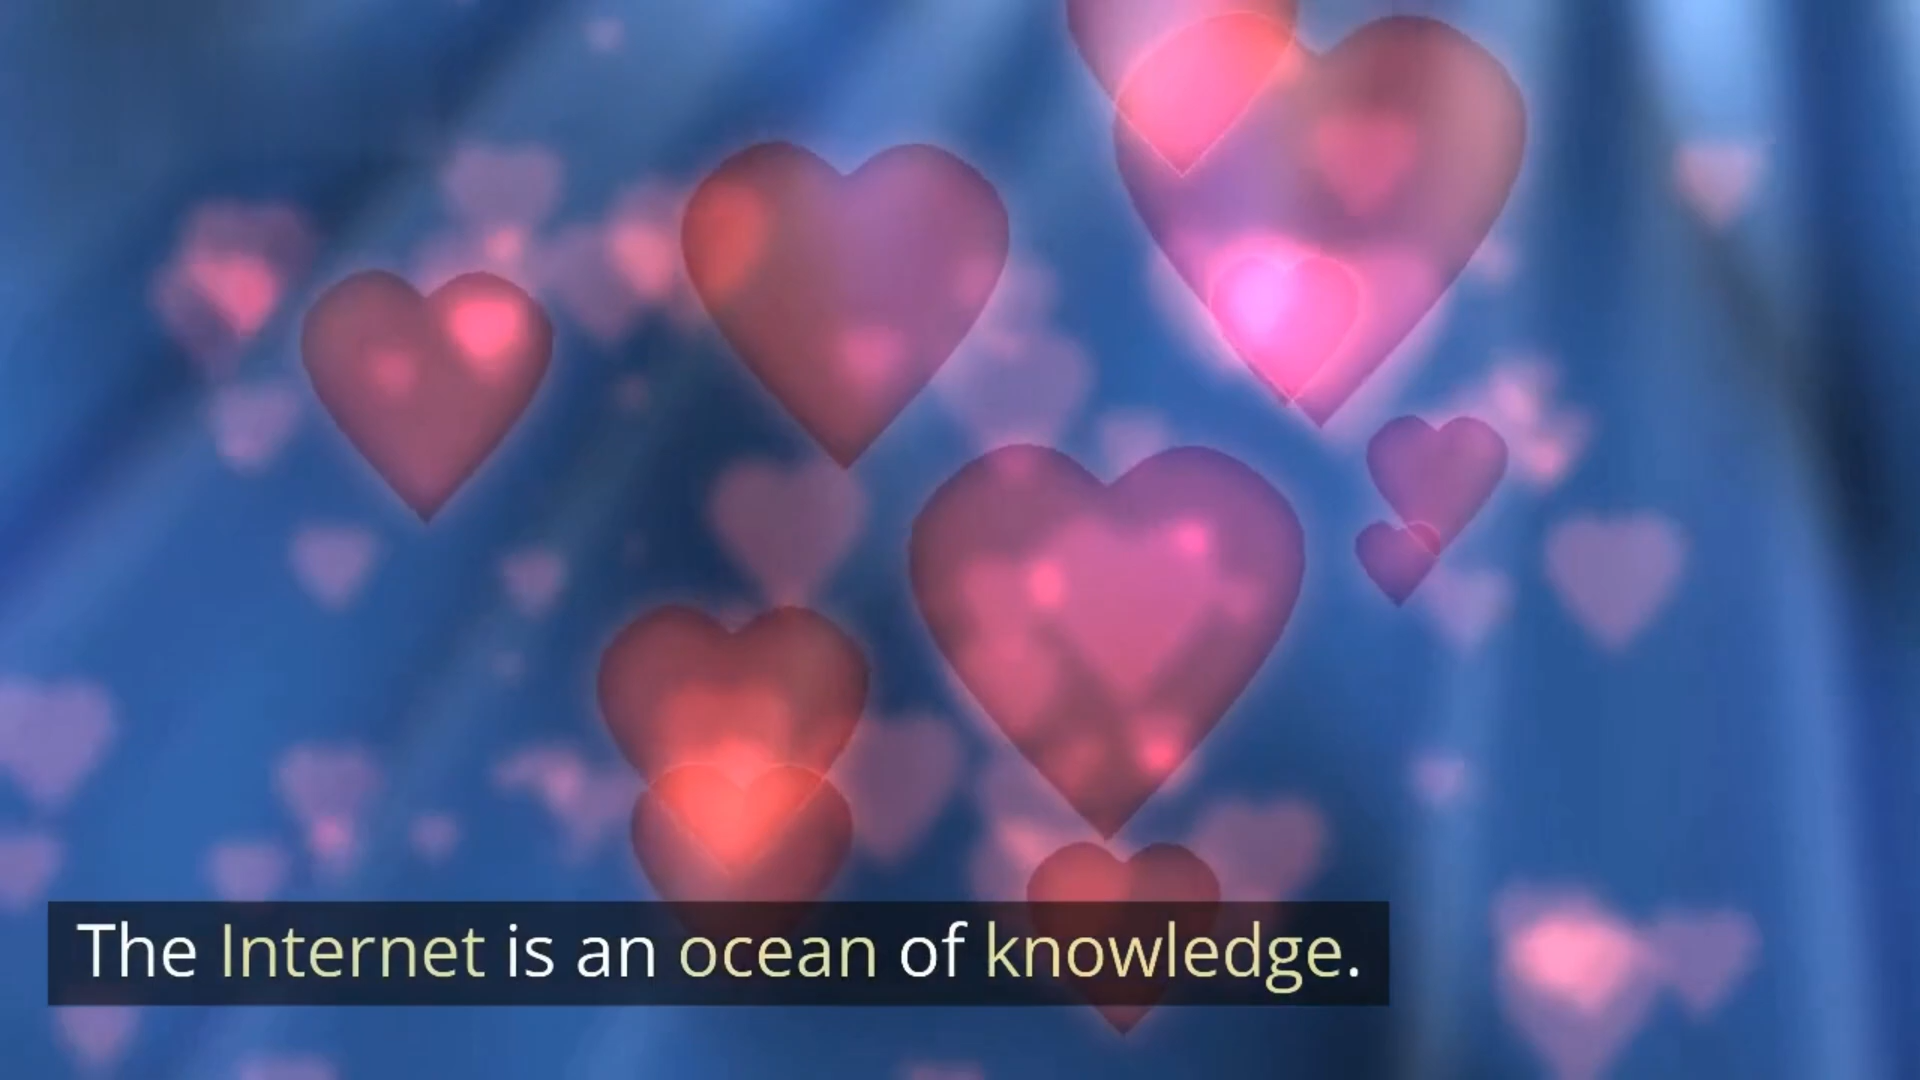 The Internet is an ocean of knowledge.